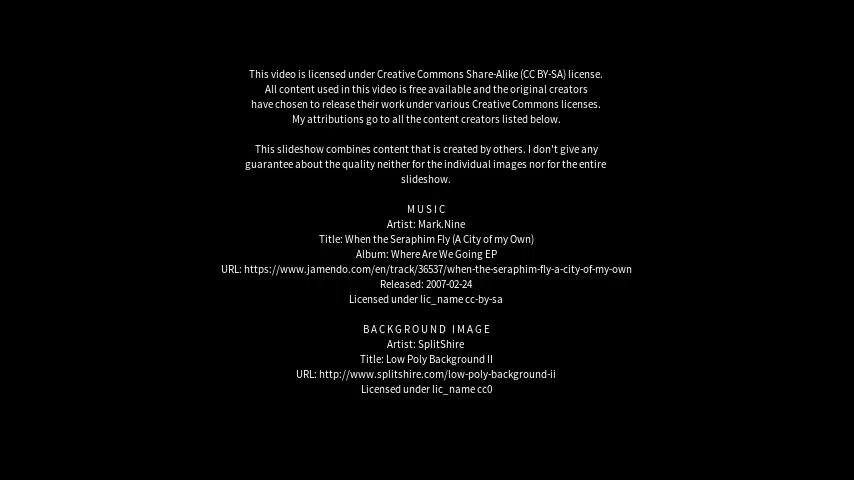 This video is licensed under Creative Commons Share-Alike (CC BY-SA) license.
All content used in this video is free available and the original creators
have chosen to release their work under various Creative Commons licenses.
My attributions go to all the content creators listed below.
This slideshow combines content that is created by others. I don't give any
guarantee about the quality neither for the individual images nor for the entire
slideshow.
MUSIC
Artist: Mark.Nine
Title: When the Seraphim Fly (A City of my Own)
Album: Where Are We Going EP
URL: https://www.jamendo.com/en/track/36537/when-the-seraphim-fly-a-city-of-my-own
Released: 2007-02-24
Licensed under lic_name cc-by-sa
BACKGROUND IMAGE
Artist: SplitShire
Title: Low Poly Background II
URL: http://www.splitshire.com/low-poly-background-ii
Licensed under lic_name cc0